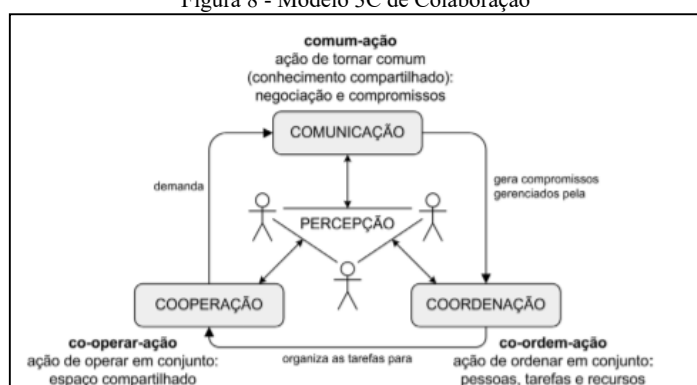 Figura 8 - Modelo 3C de Colaboração
comum-ação
ação de tornar comum
(conhecimento compartilhado):
negociação e compromissos
COMUNICAÇÃO
demanda
gera compromissos
gerenciados pela
PERCEPÇÃO
COOPERAÇÃO
COORDENAÇÃO
co-operar-ação
ação de operar em conjunto:
espaço compartilhado
organiza as tarefas para
co-ordem-ação
ação de ordenar em conjunto:
pessoas, tarefas e recursos